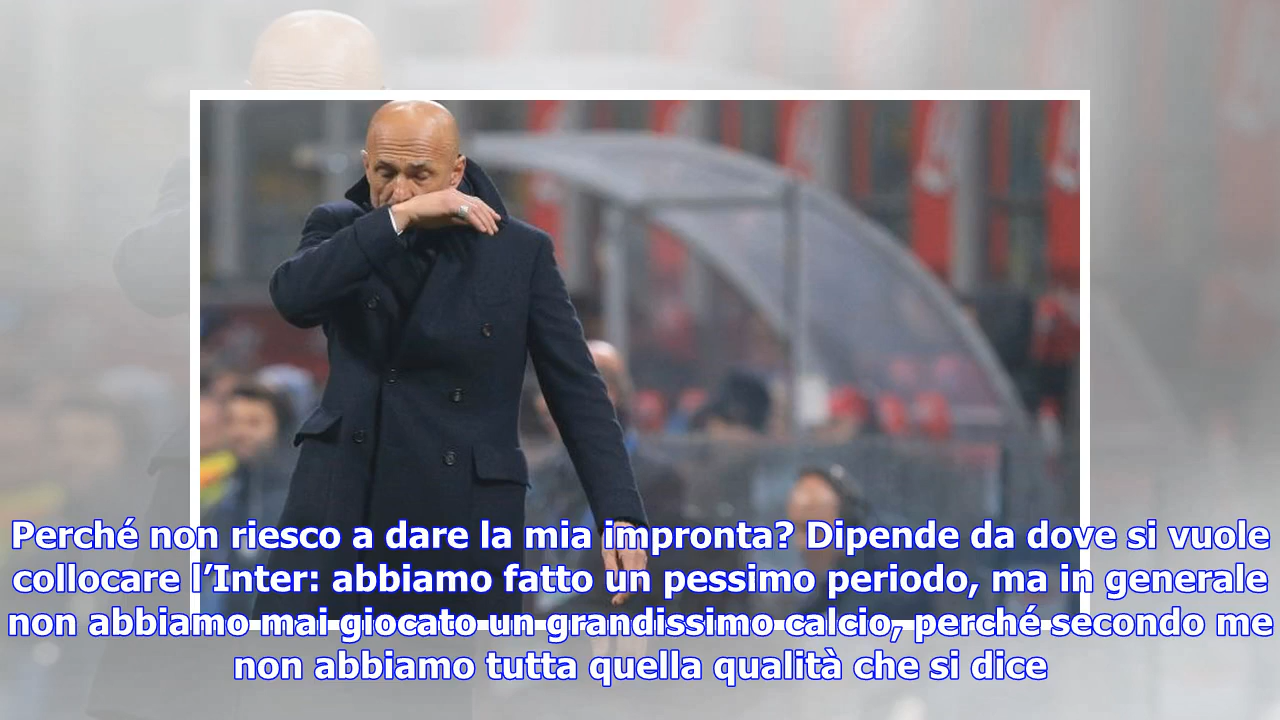 Perché non riesco a dare la mia impronta? Dipende da dove si vuole
collocare l’Inter: abbiamo fatto un pessimo periodo, ma in generale
non abbiamo mai giocato un grandissimo calcio, perché secondo me
non abbiamo tutta quella qualità che si dice